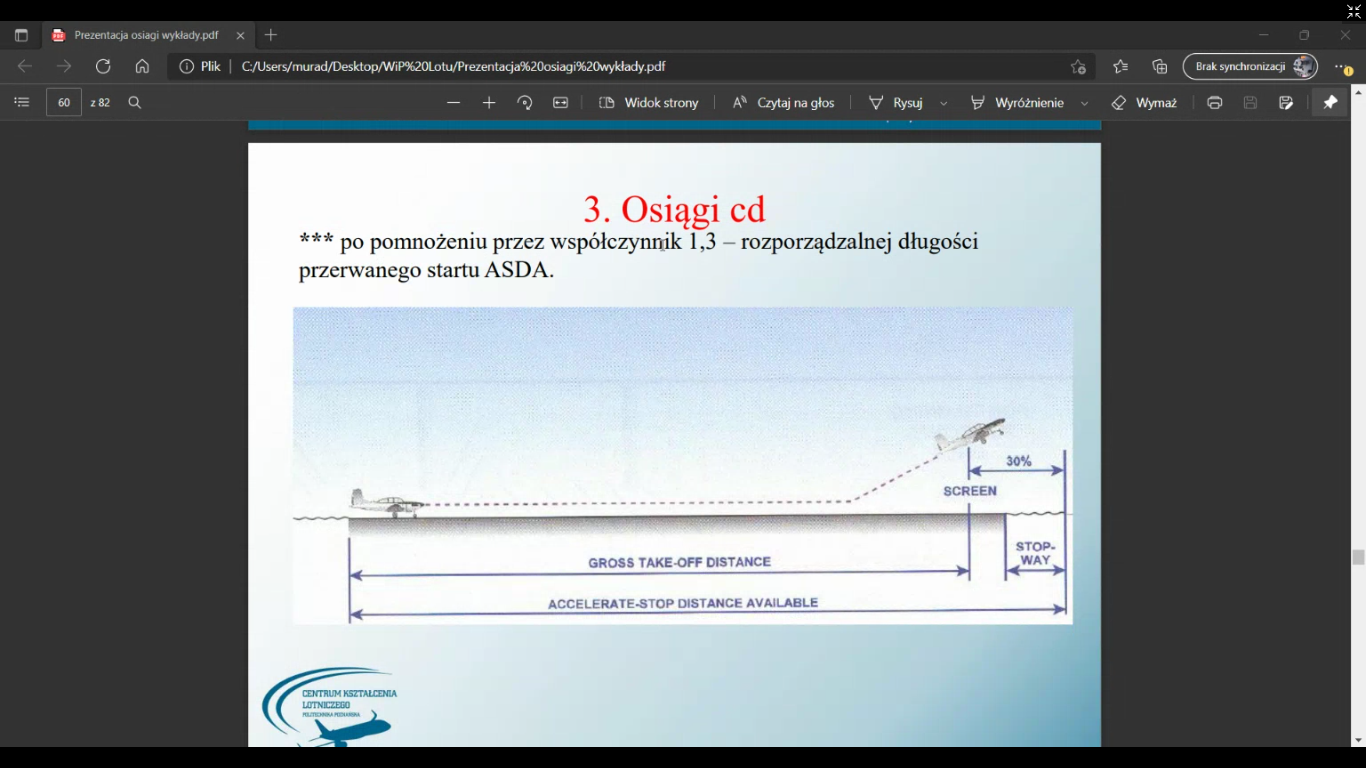 Prezentacja osiagi wykłady.pdf
Plik
C:/Users/murad/Desktop/WiP%20Lotu/Prezentacja%20osiagi%20wykłady.pdf
Brak synchronizacji
60 z 82
Widok strony
Czytaj na głos
Rysuj
Wyróżnienie
Wymaż
3. Osiągi cd
*** po pomnożeniu przez współczynnik 1,3 – rozporządzalnej długości
przerwanego startu ASDA.
30%
SCREEN
STOP-
WAY
GROSS TAKE-OFF DISTANCE
ACCELERATE-STOP DISTANCE AVAILABLE
CENTRUM KSZTAŁCENIA
LOTNICZEGO
POLITECHNIKA POZNAŃSKA